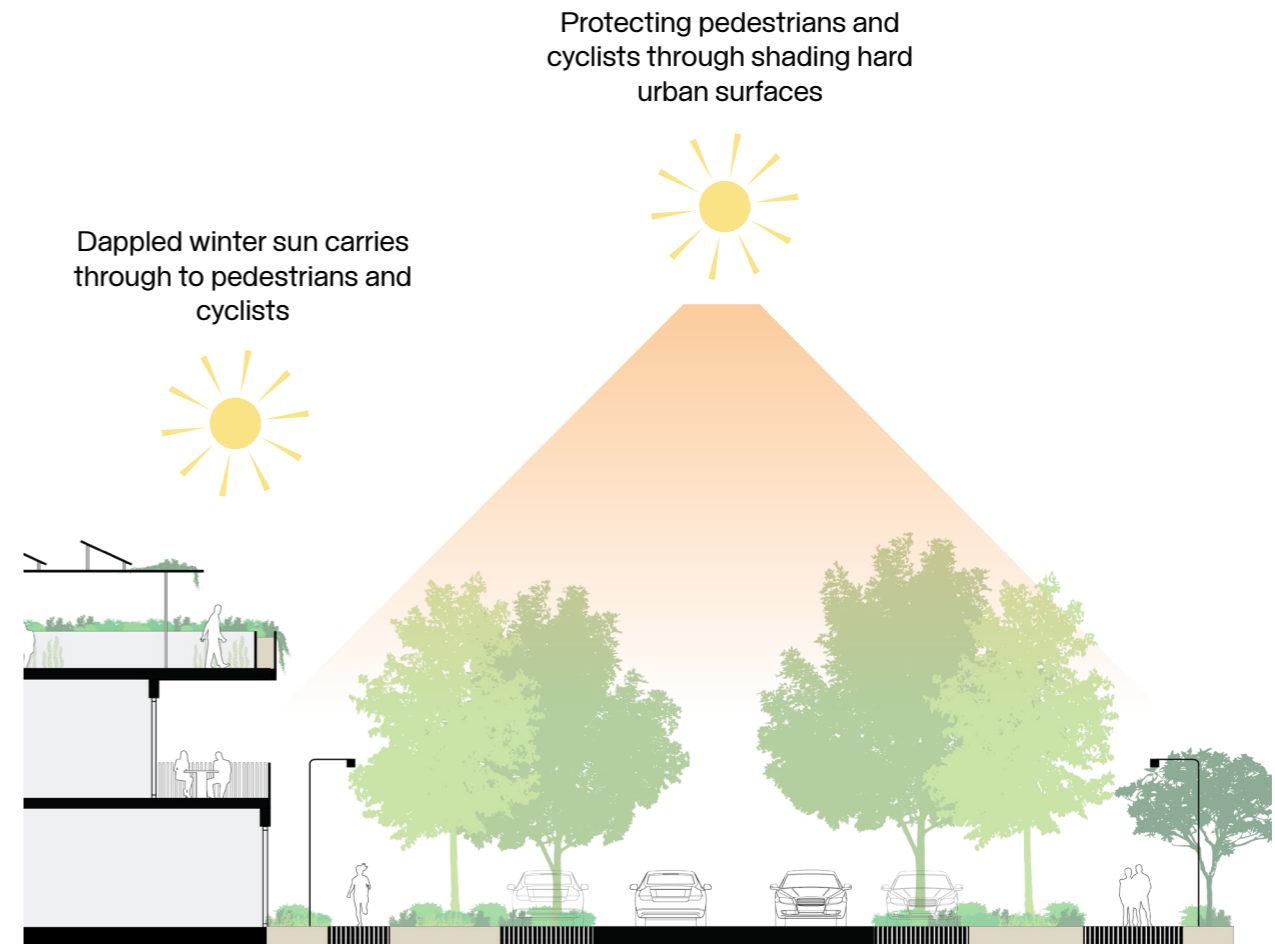 Protecting pedestrians and
cyclists through shading hard
urban surfaces
Dappled winter sun carries
through to pedestrians and
cyclists